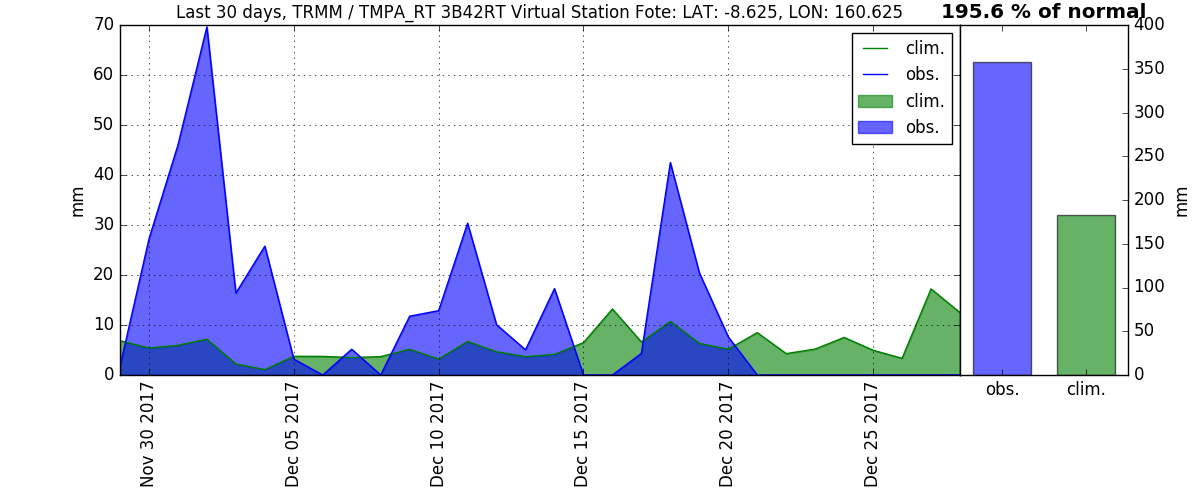 Last 30 days, TRMM / TMPA_RT 3B42RT Virtual Station Fote: LAT: -8.625, LON: 160.625
195.6 % of normal
70
60
50
40
30
20
10
0
mm
clim.
obs.
clim.
obs.
400
350
300
250
200
150
100
50
0
mm
Nov 30 2017
Dec 05 2017
Dec 10 2017
Dec 15 2017
Dec 20 2017
Dec 25 2017
obs.
clim.